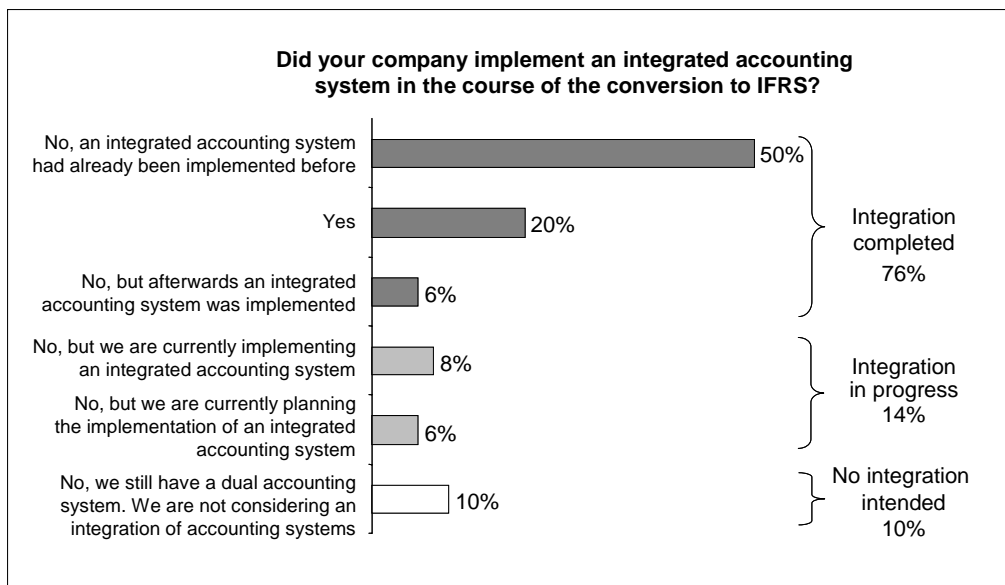 Did your company implement an integrated accounting
system in the course of the conversion to IFRS?
No, an integrated accounting system
had already been implemented before
50%
Yes
20%
No, but afterwards an integrated
accounting system was implemented
6%
Integration
completed
76%
No, but we are currently implementing
an integrated accounting system
8%
No, but we are currently planning
the implementation of an integrated
accounting system
6%
Integration
in progress
14%
No, we still have a dual accounting
system. We are not considering an
integration of accounting systems
10%
No integration
intended
10%